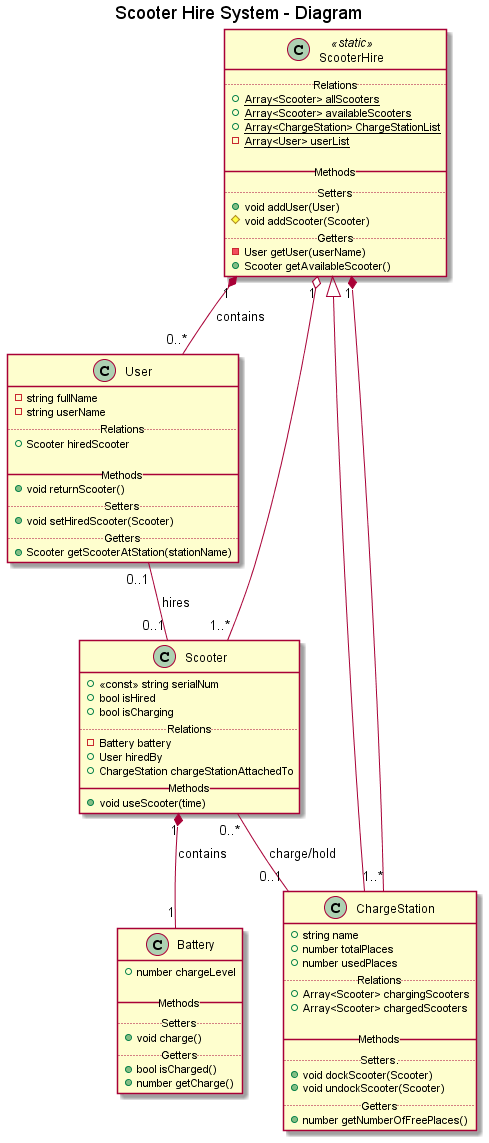 Scooter Hire System - Diagram
C
«static»
ScooterHire
Relations
Array<Scooter> allScooters
Array<Scooter> availableScooters
Array<ChargeStation> ChargeStationList
Array<User> userList
Methods
Setters
void addUser(User)
void addScooter(Scooter)
Getters
User getUser(userName)
Scooter getAvailableScooter()
1
1
1
contains
0..*
C User
string fullName
string userName
Relations
Scooter hiredScooter
Methods
void returnScooter()
Setters
void setHiredScooter(Scooter)
Getters
Scooter getScooterAtStation(stationName)
0..1
hires
0..1
1..*
C Scooter
«const» string serialNum
bool isHired
bool isCharging
Relations
Battery battery
User hiredBy
ChargeStation chargeStationAttachedTo
Methods
void useScooter(time)
1
0..*
contains
charge/hold
0..1
1..*
1
C Battery
number chargeLevel
Methods
Setters
void charge()
Getters
bool isCharged()
number getCharge()
C ChargeStation
string name
number totalPlaces
number usedPlaces
Relations
Array<Scooter> chargingScooters
Array<Scooter> chargedScooters
Methods
Setters.
void dockScooter(Scooter)
void undockScooter(Scooter)
Getters
number getNumberOfFreePlaces()